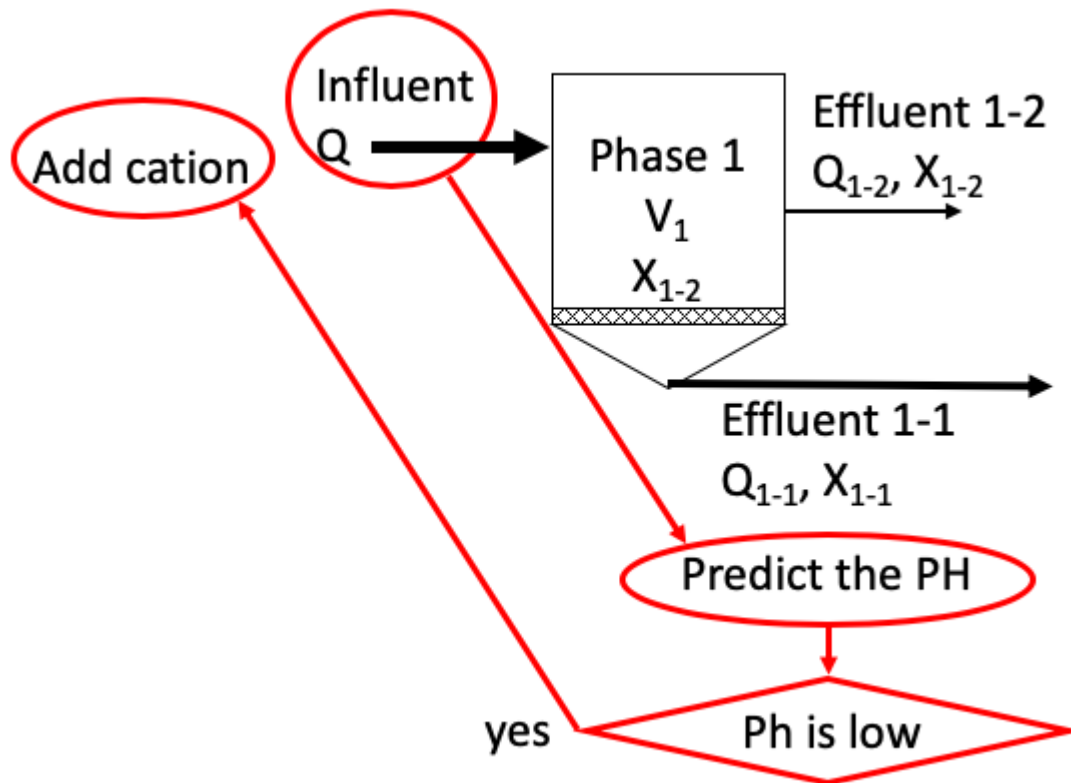 Influent
Q
Add cation
Phase 1
V₁
X₁₋₂
Effluent 1-2
Q₁₋₂, X₁₋₂
Effluent 1-1
Q₁₋₁, X₁₋₁
Predict the PH
yes
Ph is low